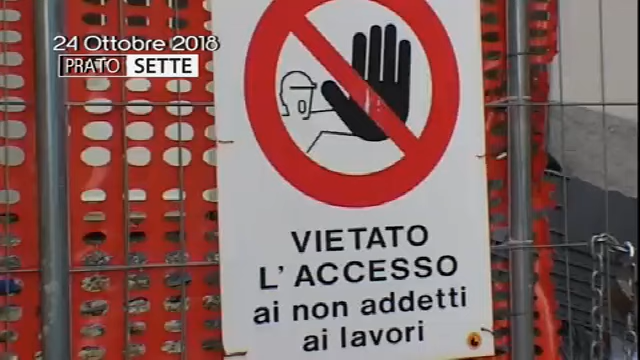 24 Ottobre 2018
PRATO SETTE
VIETATO
L'ACCESSO
ai non addetti
ai lavori